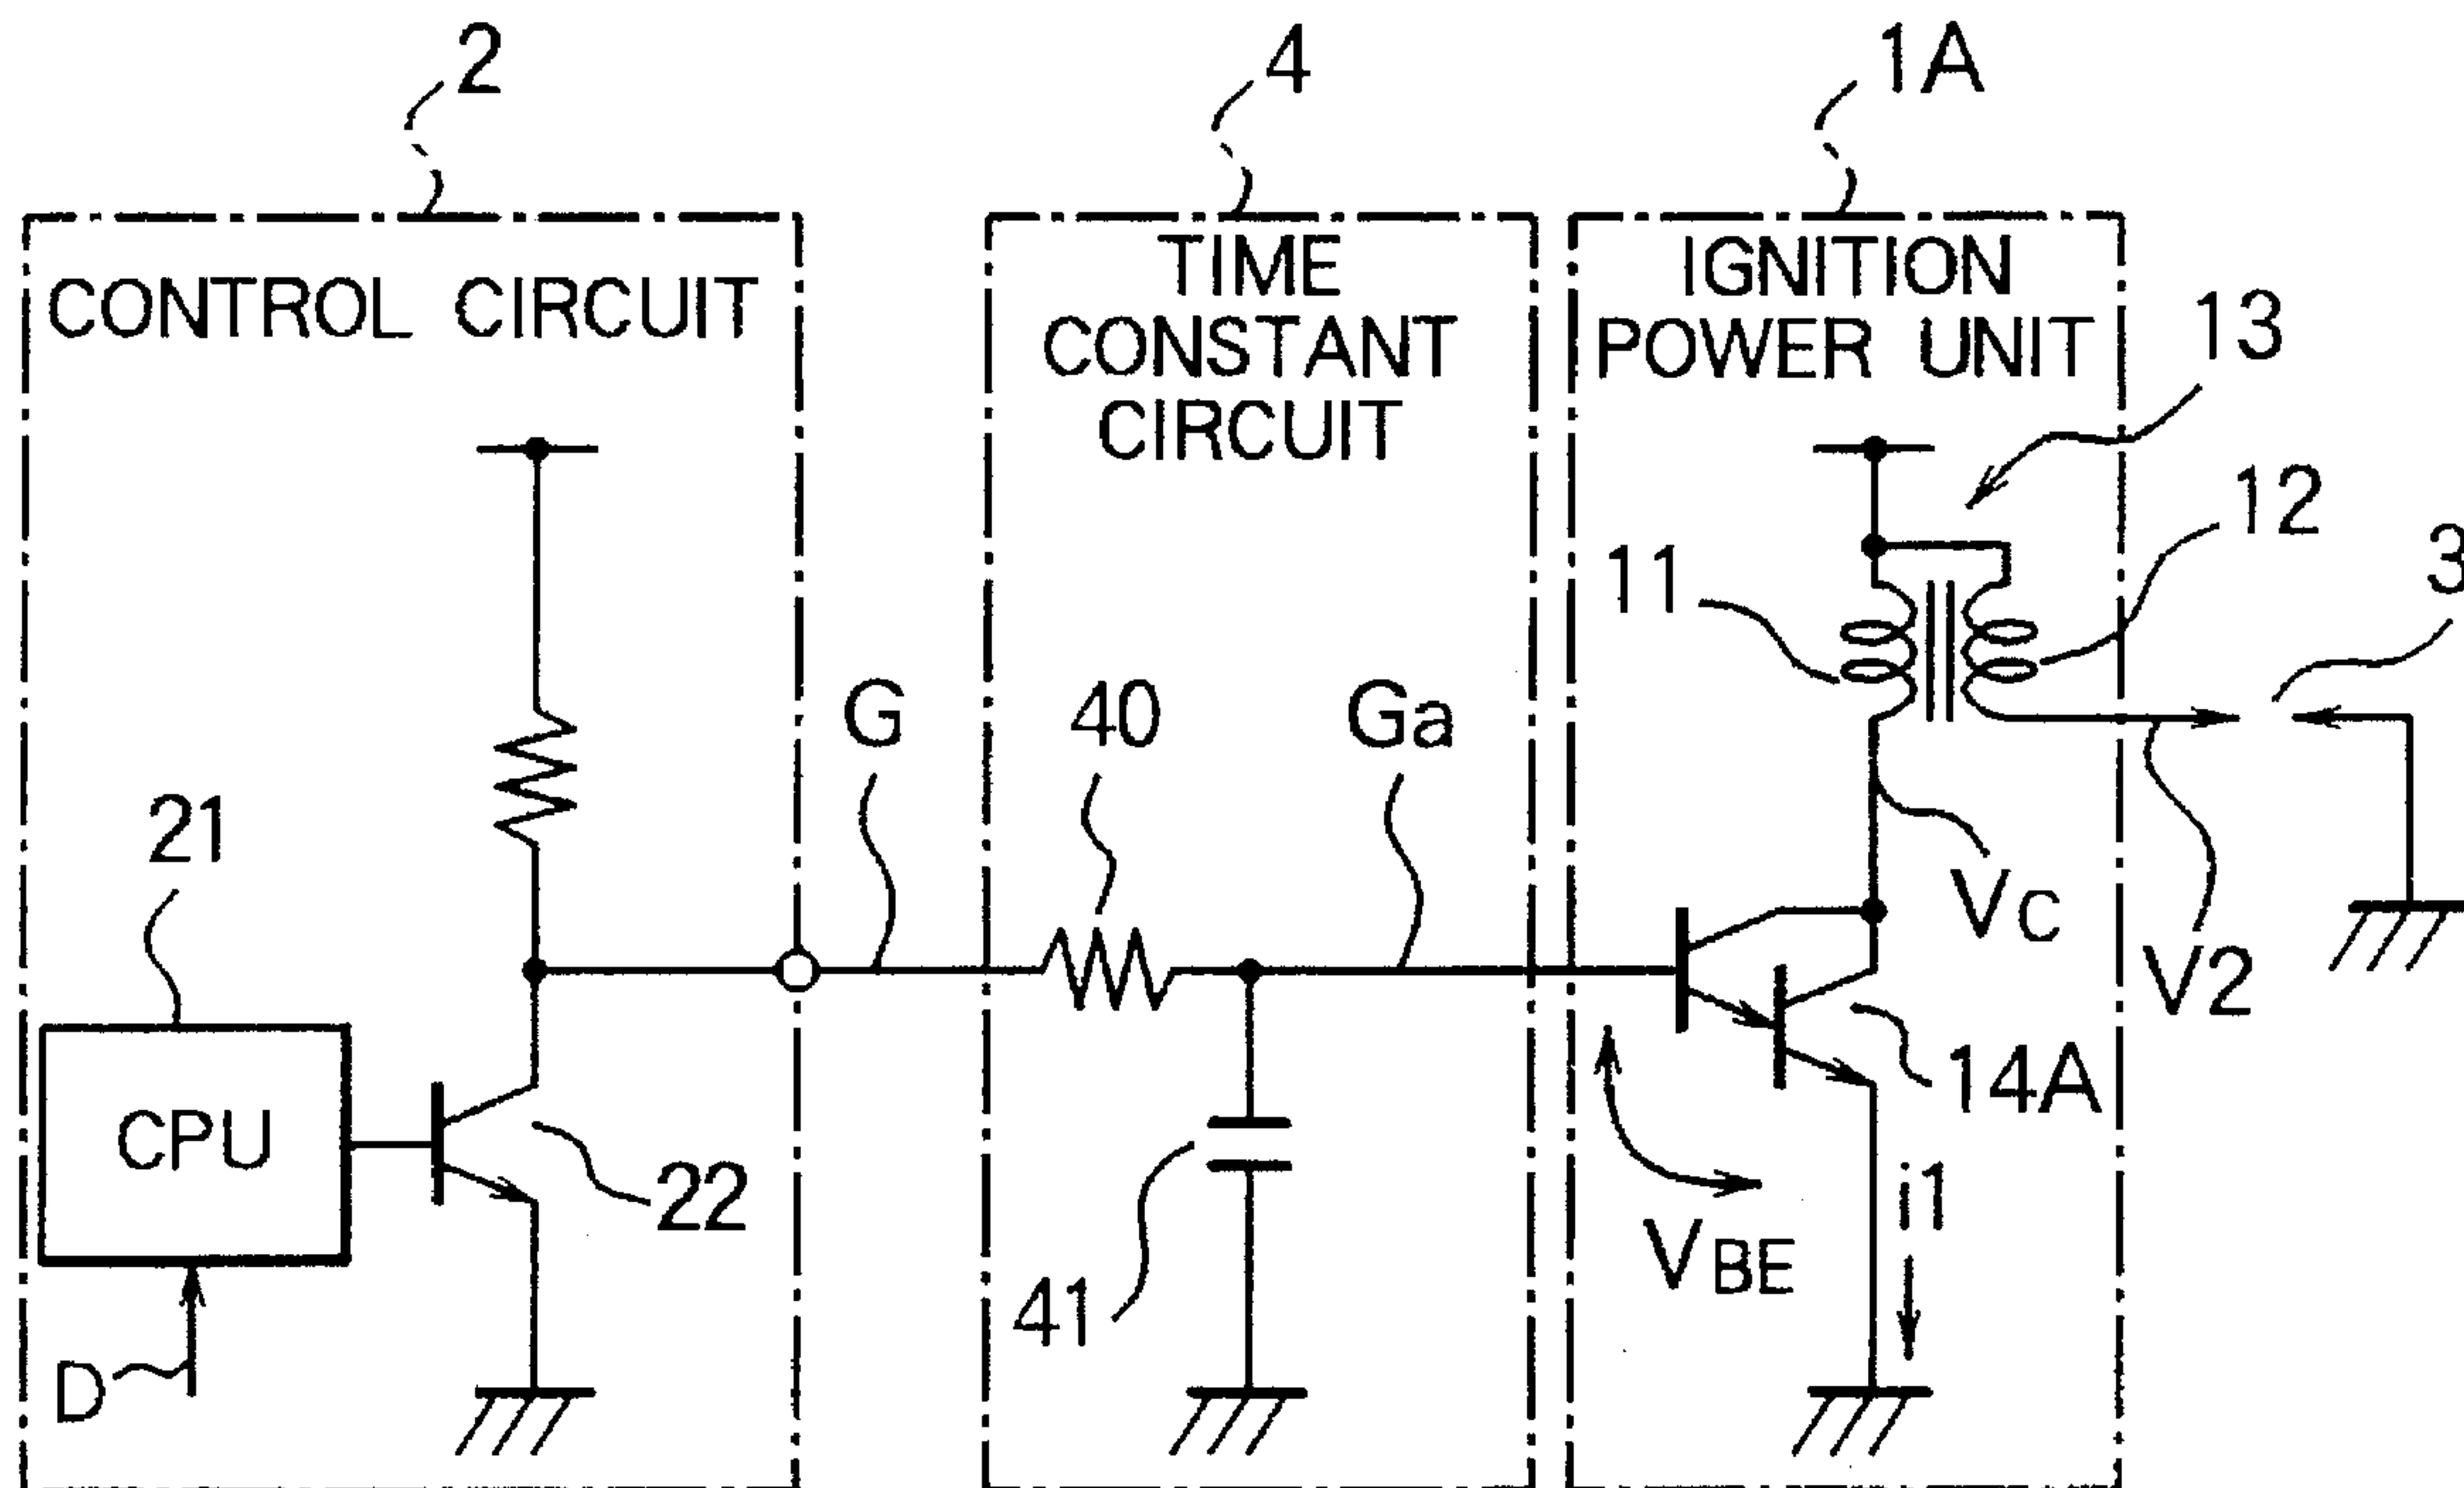 2
4
1A
CONTROL CIRCUIT
TIME
CONSTANT
CIRCUIT
IGNITION
POWER UNIT
13
12
11
3
G
40
Ga
21
VC
V2
14A
CPU
22
VBE
i1
41
D